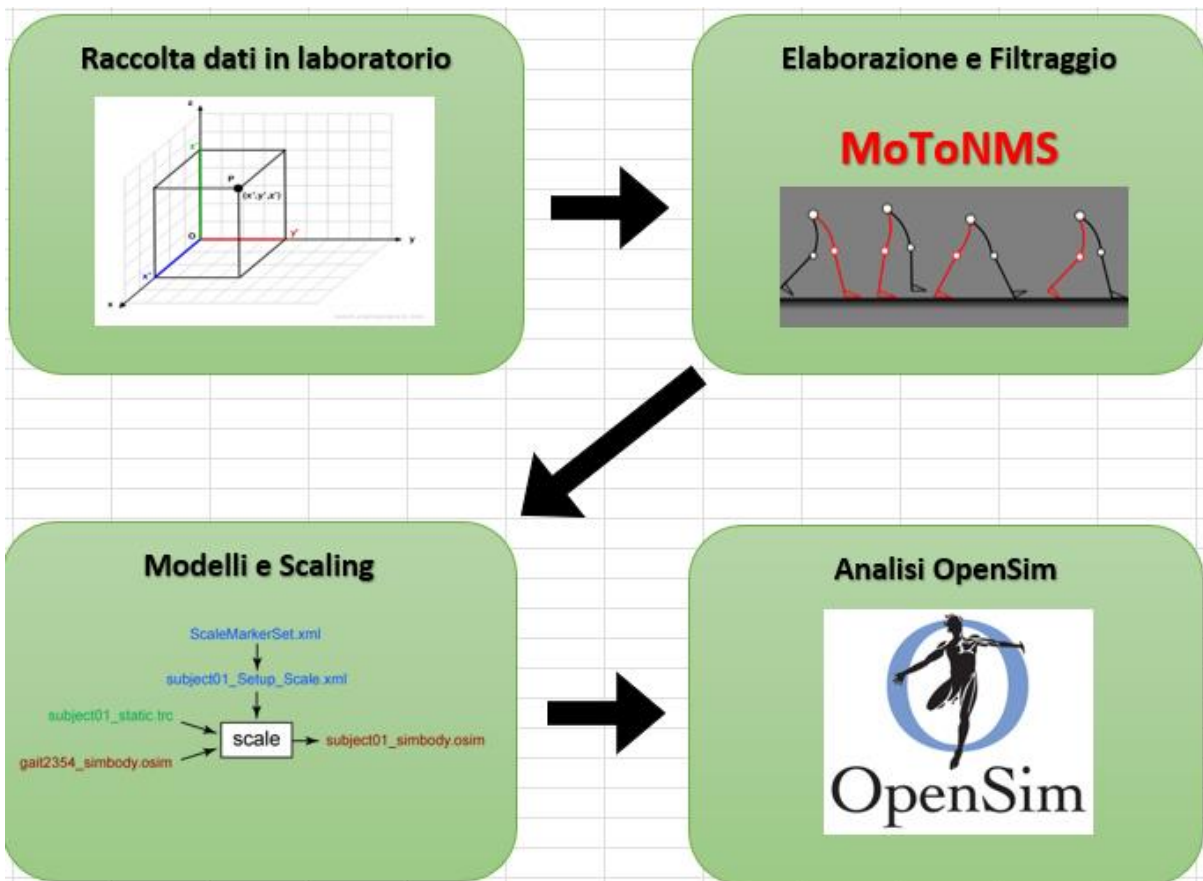 Raccolta dati in laboratorio
z
z'
P
(x',y',z')
O
y'
y
x'
x
Elaborazione e Filtraggio
MoToNMS
Modelli e Scaling
ScaleMarkerSet.xml
subject01_Setup_Scale.xml
subject01_static.trc
scale
subject01_simbody.osim
gait2354_simbody.osim
Analisi OpenSim
OpenSim